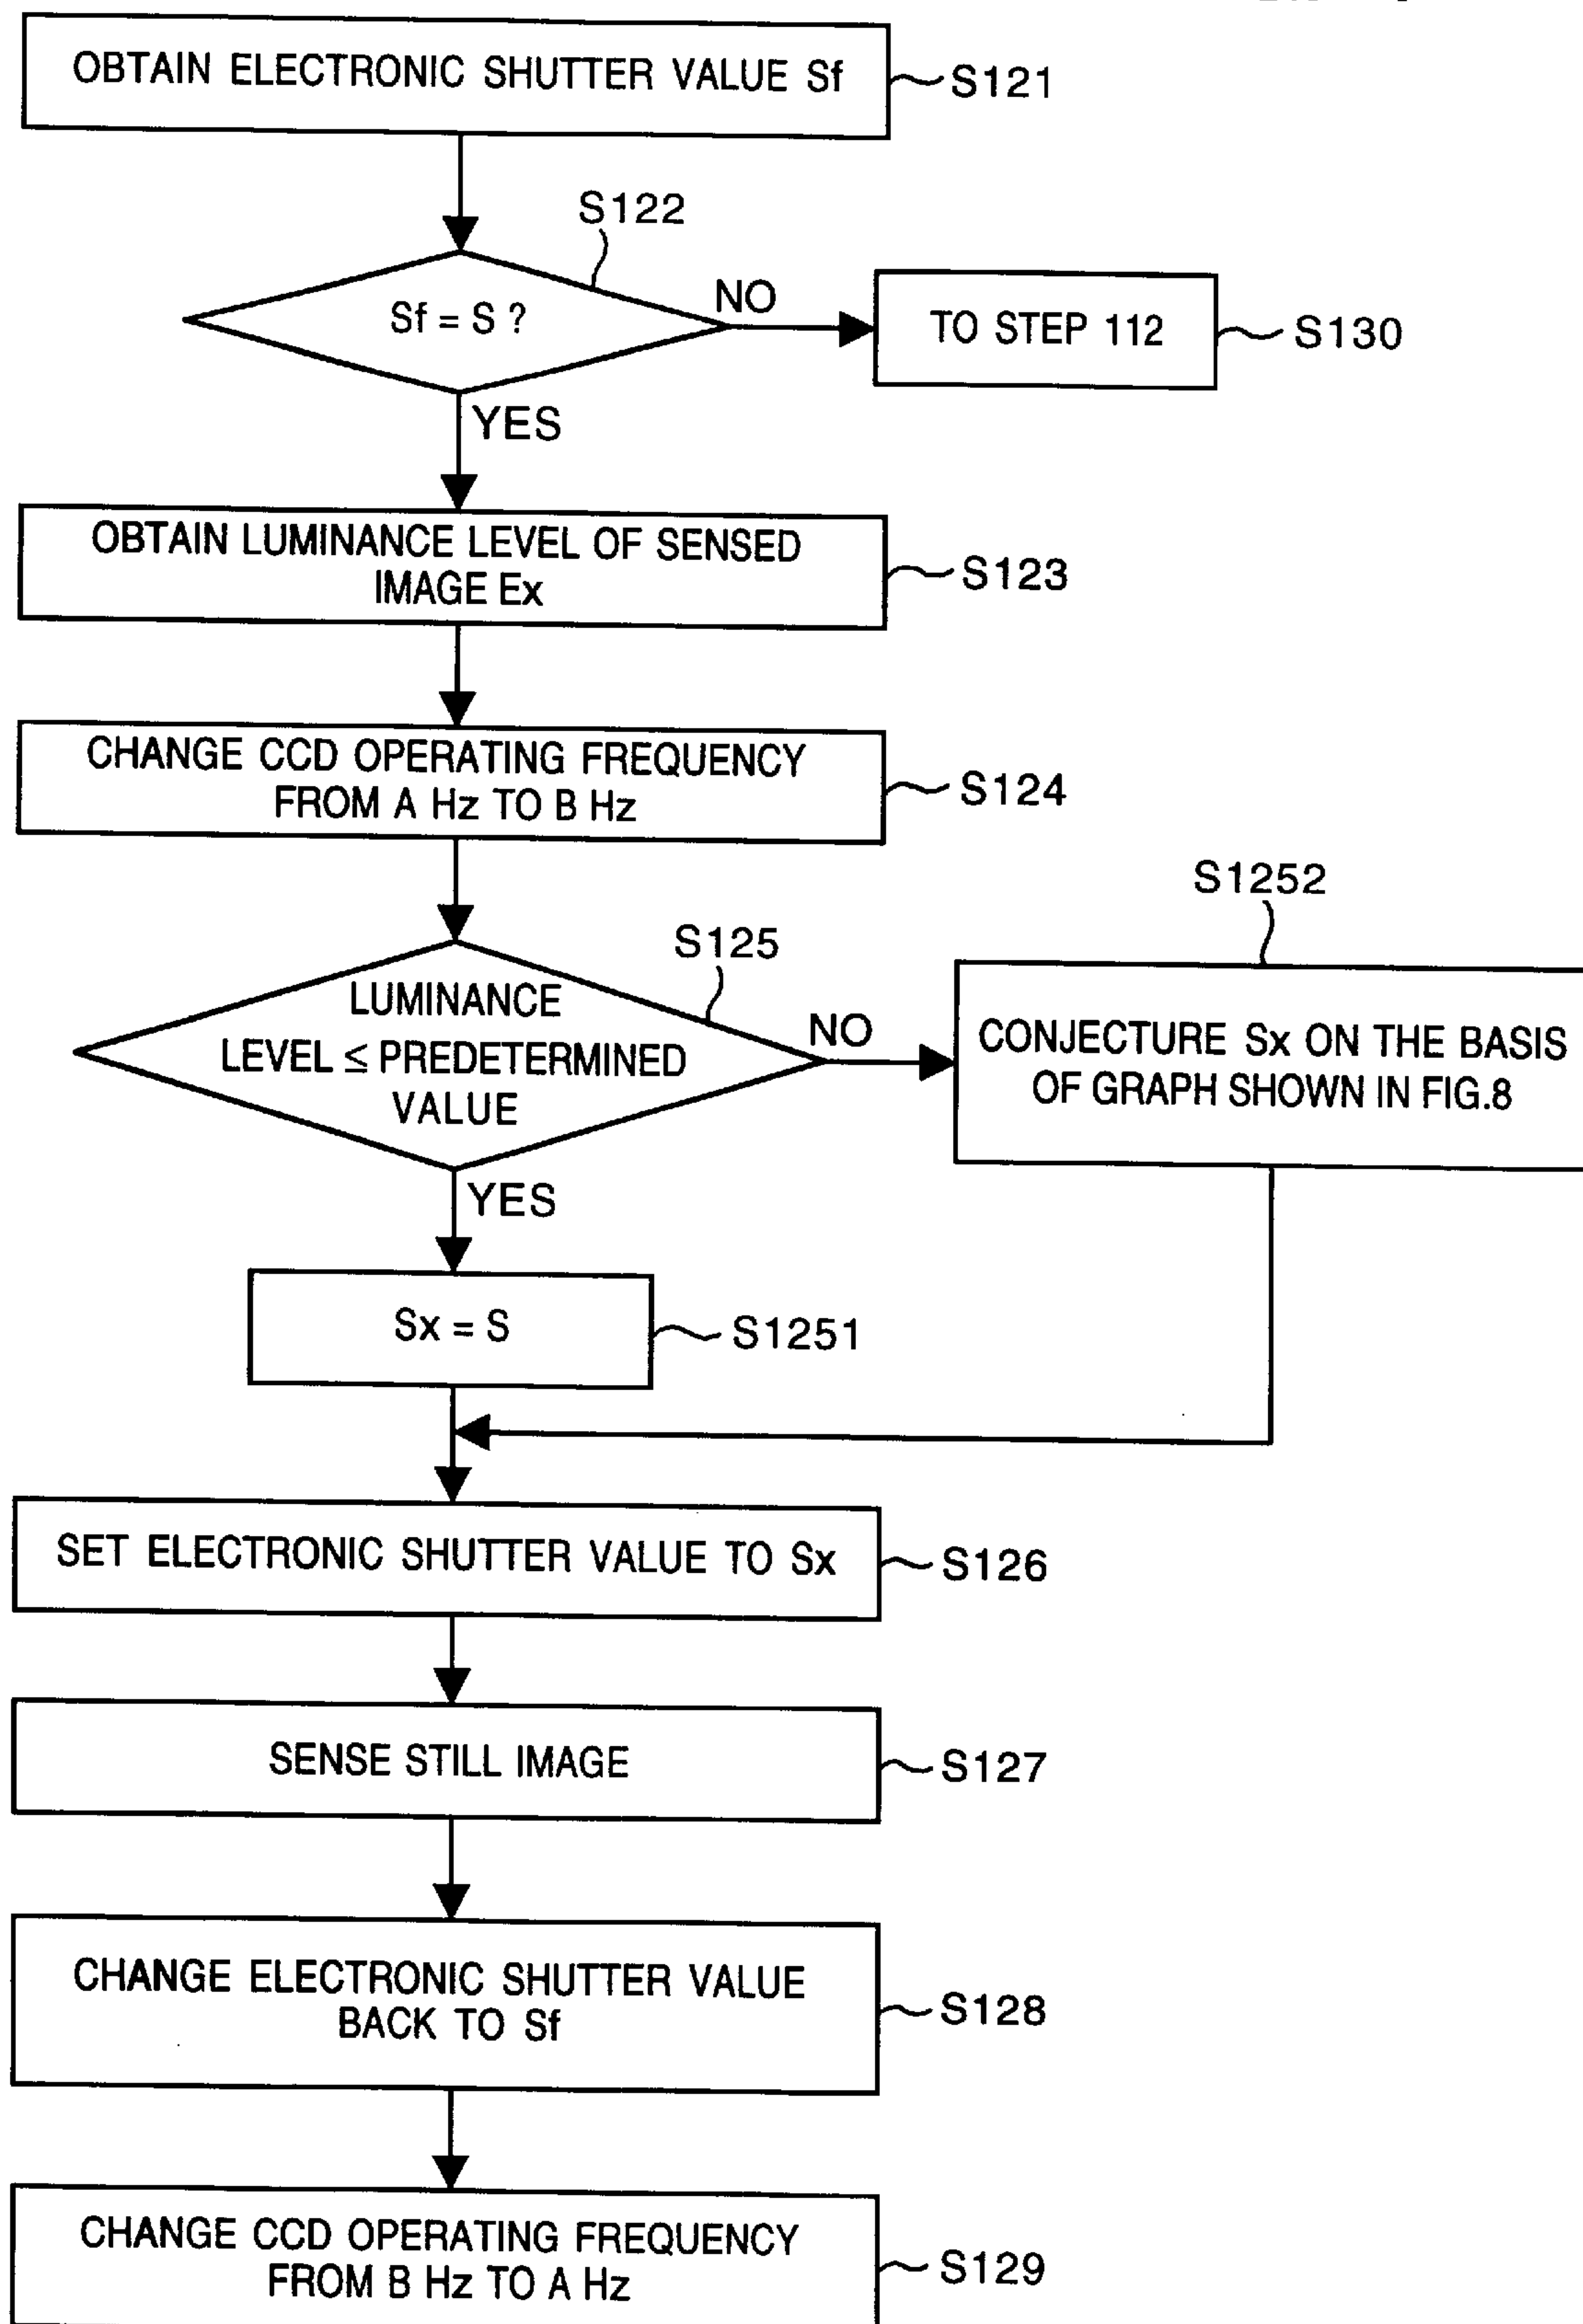 OBTAIN ELECTRONIC SHUTTER VALUE Sf
S121
S122
Sf = S ?
NO
TO STEP 112
S130
YES
OBTAIN LUMINANCE LEVEL OF SENSED
IMAGE Ex
S123
CHANGE CCD OPERATING FREQUENCY
FROM A Hz TO B Hz
S124
S125
LUMINANCE
LEVEL ≤ PREDETERMINED
VALUE
NO
S1252
CONJECTURE Sx ON THE BASIS
OF GRAPH SHOWN IN FIG.8
YES
Sx = S
S1251
SET ELECTRONIC SHUTTER VALUE TO Sx
S126
SENSE STILL IMAGE
S127
CHANGE ELECTRONIC SHUTTER VALUE
BACK TO Sf
S128
CHANGE CCD OPERATING FREQUENCY
FROM B Hz TO A Hz
S129